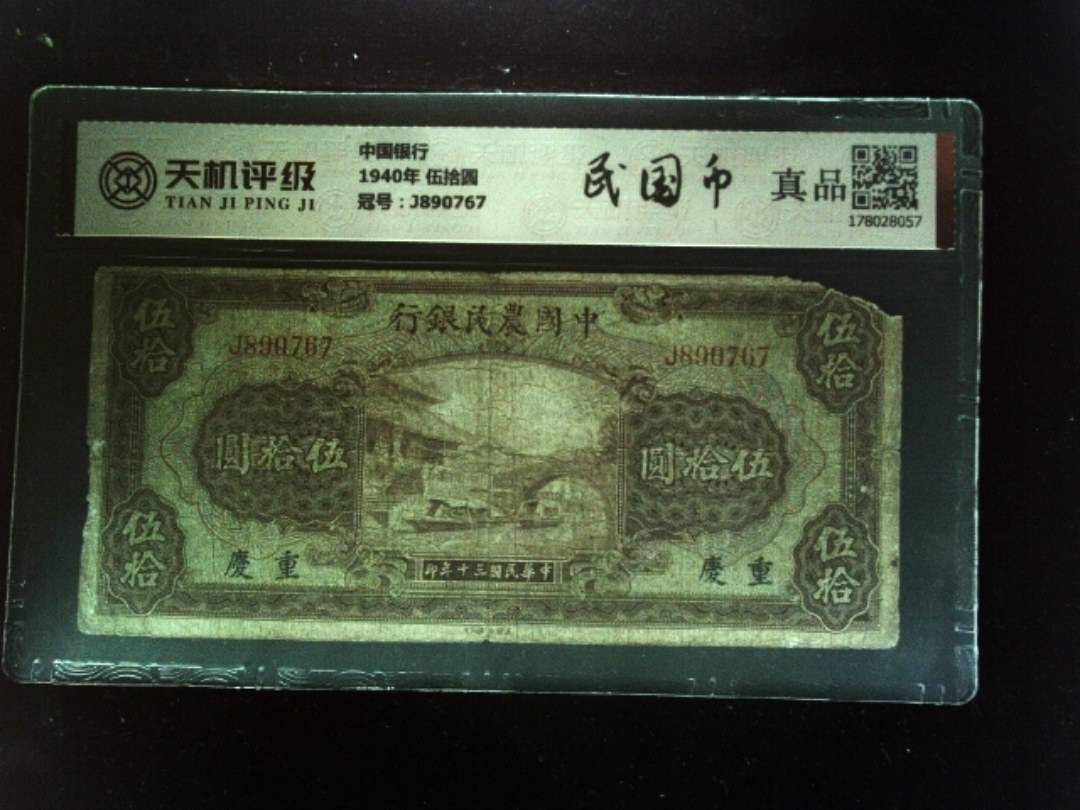 天机评级
TIAN JI PING JI
中国银行
1940年 伍拾圆
冠号：J890767
民国币
真品
178028057
行銀民農國中
伍拾
伍拾
J890767
J890767
圓拾伍
圓拾伍
伍拾
伍拾
慶重
慶重
印年十三國民華中